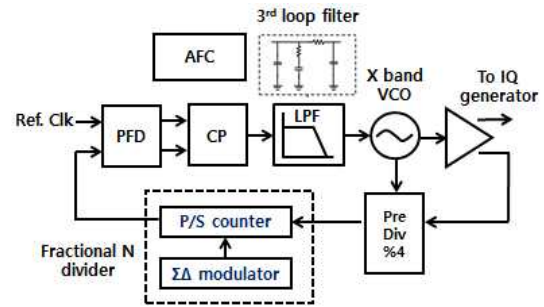 3rd loop filter
AFC
X band
VCO
To IQ
generator
Ref. Clk
PFD
CP
LPF
P/S counter
Pre
Div
%4
Fractional N
divider
ΣΔ modulator